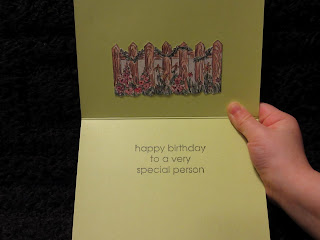 happy birthday
to a very
special person